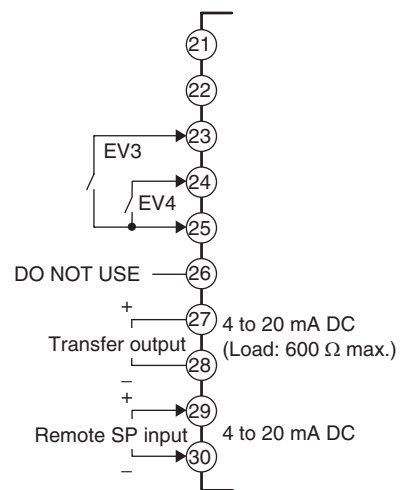 21
22
23
EV3
24
EV4
25
DO NOT USE
26
+
27
4 to 20 mA DC
(Load: 600 Ω max.)
Transfer output
28
–
+
29
Remote SP input
4 to 20 mA DC
30
–